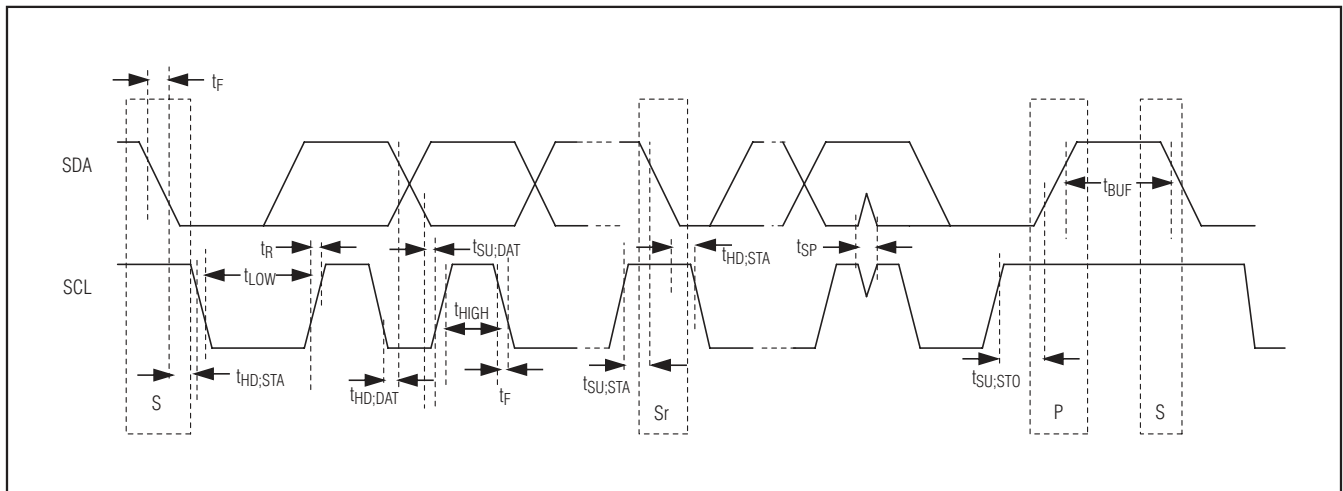 tF
SDA
tBUF
tR
tSU;DAT
tHD;STA
tSP
SCL
tLOW
tHIGH
tHD;STA
tHD;DAT
tF
tSU;STA
tSU;STO
S
Sr
P
S